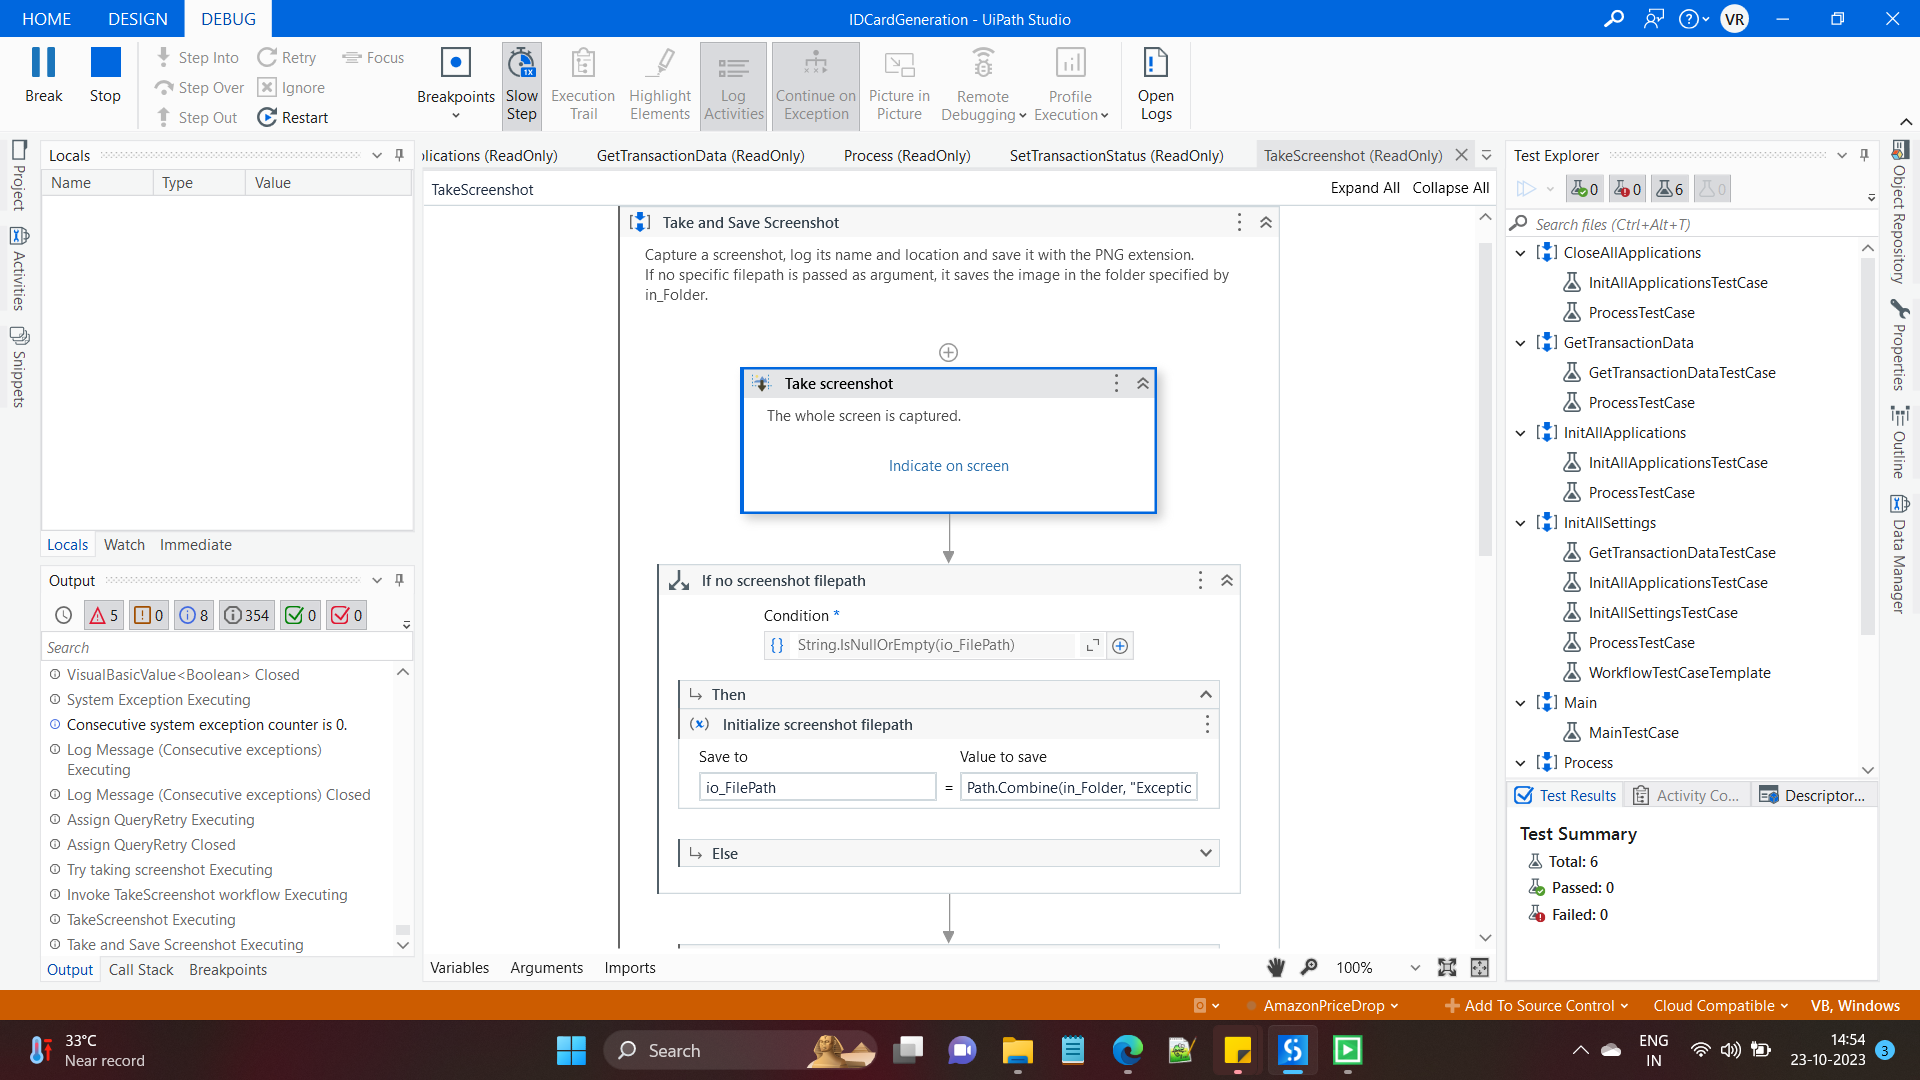 HOME DESIGN DEBUG IDCardGeneration - UiPath Studio VR
Break Stop
Step Into Retry Focus
Step Over Ignore
Step Out Restart
Breakpoints
Slow Step
Execution Trail
Highlight Elements
Log Activities
Continue on Exception
Picture in Picture
Remote Debugging
Profile Execution
Open Logs
Project
Activities
Snippets
Locals
Name Type Value
Locals Watch Immediate
Output
5 0 8 354 0 0
Search
VisualBasicValue<Boolean> Closed
System Exception Executing
Consecutive system exception counter is 0.
Log Message (Consecutive exceptions)
Executing
Log Message (Consecutive exceptions) Closed
Assign QueryRetry Executing
Assign QueryRetry Closed
Try taking screenshot Executing
Invoke TakeScreenshot workflow Executing
TakeScreenshot Executing
Take and Save Screenshot Executing
Output Call Stack Breakpoints
lications (ReadOnly) GetTransactionData (ReadOnly) Process (ReadOnly) SetTransactionStatus (ReadOnly) TakeScreenshot (ReadOnly)
TakeScreenshot Expand All Collapse All
Take and Save Screenshot
Capture a screenshot, log its name and location and save it with the PNG extension.
If no specific filepath is passed as argument, it saves the image in the folder specified by
in_Folder.
Take screenshot
The whole screen is captured.
Indicate on screen
If no screenshot filepath
Condition *
{} String.IsNullOrEmpty(io_FilePath)
Then
(x) Initialize screenshot filepath
Save to Value to save
io_FilePath = Path.Combine(in_Folder, "Exceptio
Else
Variables Arguments Imports 100%
Test Explorer
0 0 6 0
Search files (Ctrl+Alt+T)
CloseAllApplications
InitAllApplicationsTestCase
ProcessTestCase
GetTransactionData
GetTransactionDataTestCase
ProcessTestCase
InitAllApplications
InitAllApplicationsTestCase
ProcessTestCase
InitAllSettings
GetTransactionDataTestCase
InitAllApplicationsTestCase
InitAllSettingsTestCase
ProcessTestCase
WorkflowTestCaseTemplate
Main
MainTestCase
Process
Test Results Activity Co... Descriptor...
Test Summary
Total: 6
Passed: 0
Failed: 0
Object Repository
Properties
Outline
Data Manager
AmazonPriceDrop Add To Source Control Cloud Compatible VB, Windows
33°C
Near record
Search
ENG
IN
14:54
23-10-2023
3